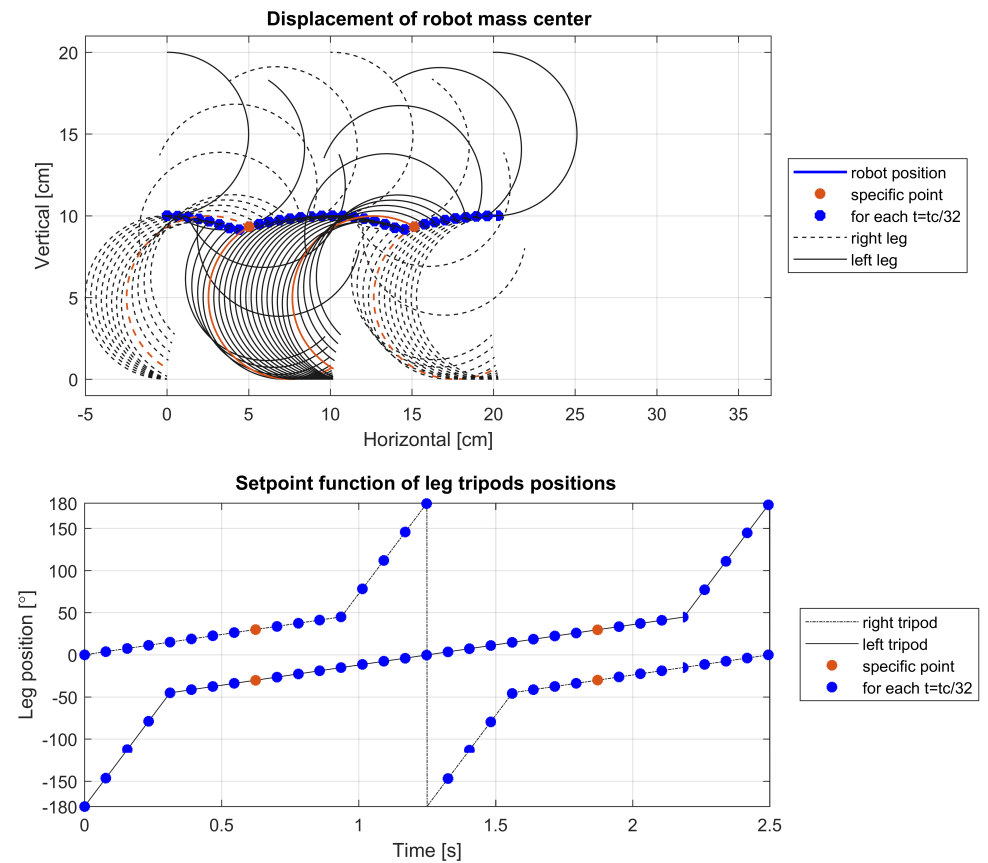 Displacement of robot mass center
20
15
10
5
0
Vertical [cm]
-5 0 5 10 15 20 25 30 35
Horizontal [cm]
robot position
specific point
for each t=tc/32
right leg
left leg
Setpoint function of leg tripods positions
180
150
100
50
0
-50
-100
-150
-180
Leg position [°]
0 0.5 1 1.5 2 2.5
Time [s]
right tripod
left tripod
specific point
for each t=tc/32